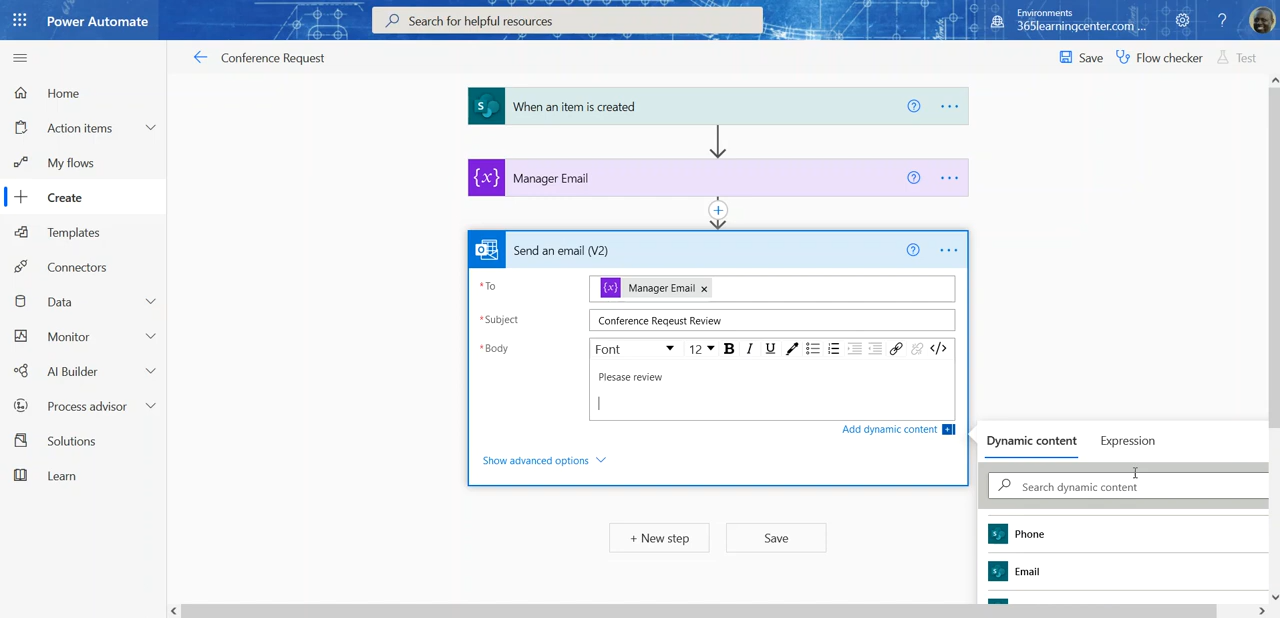 Power Automate
Search for helpful resources
Environments
365learningcenter.com ...
Conference Request
Save
Flow checker
Test
Home
Action items
My flows
Create
Templates
Connectors
Data
Monitor
AI Builder
Process advisor
Solutions
Learn
When an item is created
{x} Manager Email
Send an email (V2)
*To
{x} Manager Email ×
*Subject
Conference Reqeust Review
*Body
Font 12 B I U </>
Plesase review
Add dynamic content
Show advanced options
+ New step
Save
Dynamic content Expression
Search dynamic content
Phone
Email